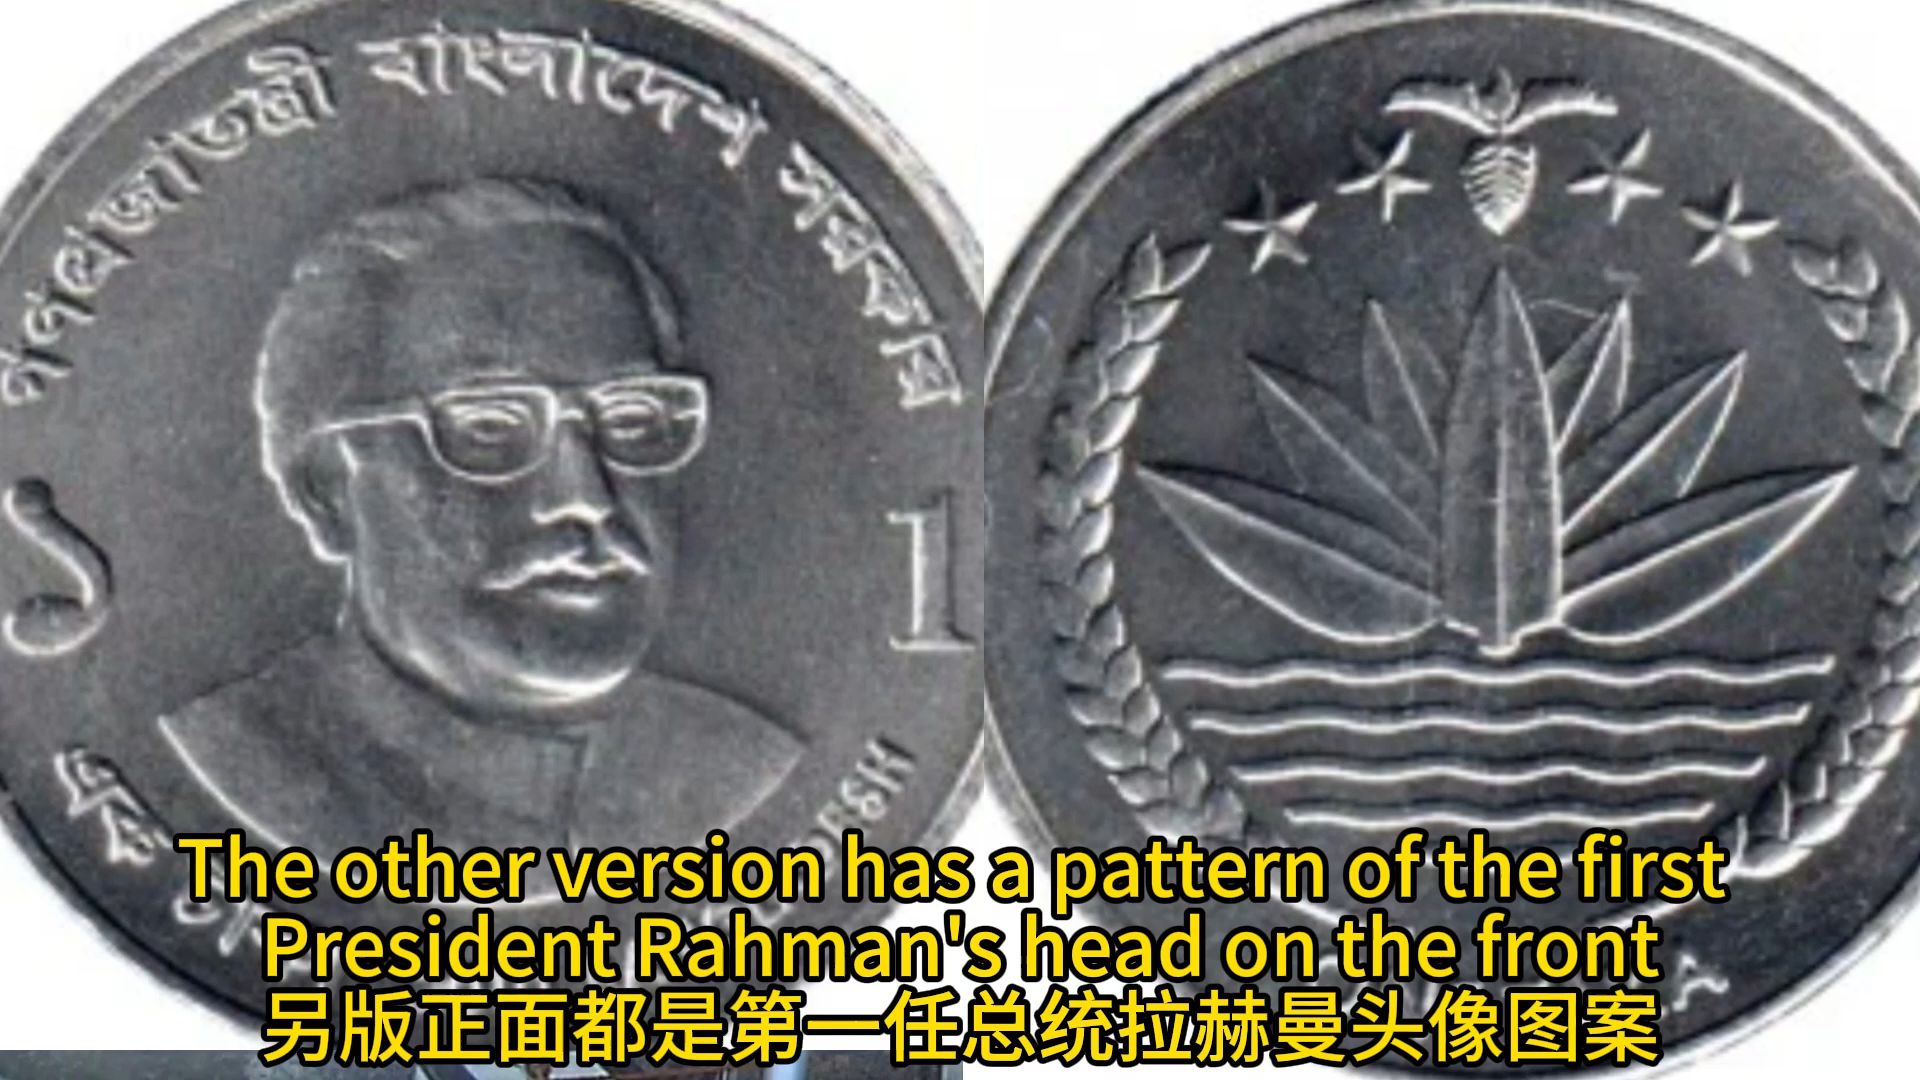 গণপ্রজাতন্ত্রী বাংলাদেশ সরকার
১
1
এক
The other version has a pattern of the first
President Rahman's head on the front
另版正面都是第一任总统拉赫曼头像图案